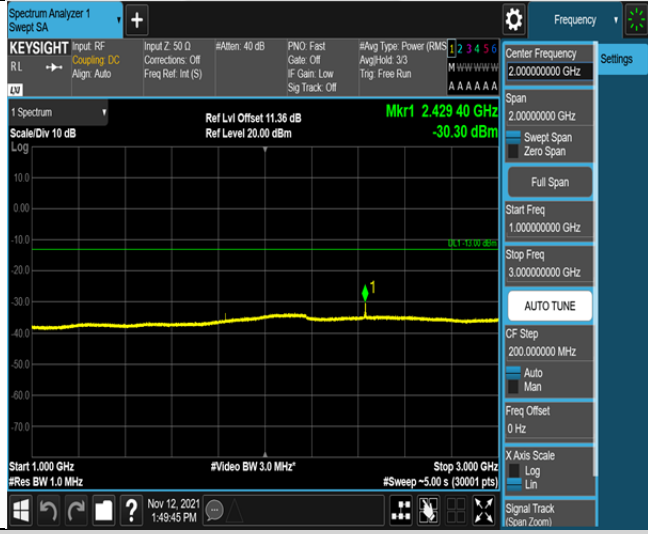 Spectrum Analyzer 1
Swept SA
+
Frequency
KEYSIGHT
RL
Input: RF
Coupling: DC
Align: Auto
Input Z: 50 Ω
Corrections: Off
Freq Ref: Int (S)
#Atten: 40 dB
PNO: Fast
Gate: Off
IF Gain: Low
Sig Track: Off
#Avg Type: Power (RMS
Avg|Hold: 3/3
Trig: Free Run
1 2 3 4 5 6
M W W W W W
A A A A A A
LXI
Center Frequency
2.000000000 GHz
Settings
Span
2.00000000 GHz
Swept Span
Zero Span
Full Span
Start Freq
1.000000000 GHz
Stop Freq
3.000000000 GHz
AUTO TUNE
CF Step
200.000000 MHz
Auto
Man
Freq Offset
0 Hz
X Axis Scale
Log
Lin
Signal Track
(Span Zoom)
1 Spectrum
Scale/Div 10 dB
Log
Ref Lvl Offset 11.36 dB
Ref Level 20.00 dBm
Mkr1 2.429 40 GHz
-30.30 dBm
10.0
0.00
-10.0
DL1 -13.00 dBm
-20.0
1
-30.0
-40.0
-50.0
-60.0
-70.0
Start 1.000 GHz
#Video BW 3.0 MHz*
Stop 3.000 GHz
#Res BW 1.0 MHz
#Sweep ~5.00 s (30001 pts)
?
Nov 12, 2021
1:49:45 PM